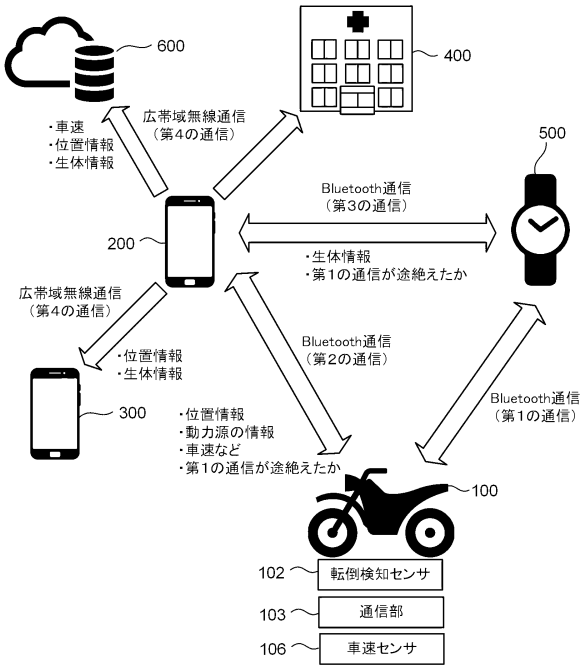 600
400
・車速
・位置情報
・生体情報
広帯域無線通信
（第4の通信）
500
Bluetooth通信
（第3の通信）
200
・生体情報
・第1の通信が途絶えたか
広帯域無線通信
（第4の通信）
Bluetooth通信
（第2の通信）
・位置情報
・生体情報
Bluetooth通信
（第1の通信）
300
・位置情報
・動力源の情報
・車速など
・第1の通信が途絶えたか
100
102
転倒検知センサ
103
通信部
106
車速センサ